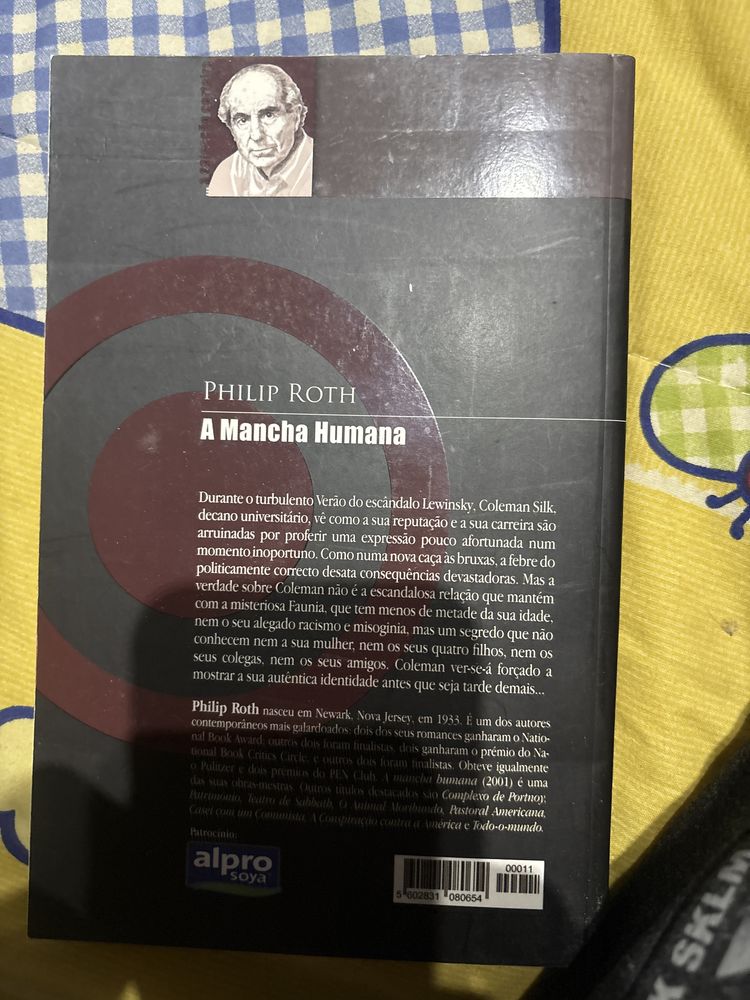 PHILIP ROTH
A Mancha Humana
Durante o turbulento Verão do escândalo Lewinsky, Coleman Silk,
decano universitário, vê como a sua reputação e a sua carreira são
arruinadas por proferir uma expressão pouco afortunada num
momento inoportuno. Como numa nova caça às bruxas, a febre do
politicamente correcto desata consequências devastadoras. Mas a
verdade sobre Coleman não é a escandalosa relação que mantém
com a misteriosa Faunia, que tem menos de metade da sua idade,
nem o seu alegado racismo e misoginia, mas um segredo que não
conhecem nem a sua mulher, nem os seus quatro filhos, nem os
seus colegas, nem os seus amigos. Coleman ver-se-á forçado a
mostrar a sua autêntica identidade antes que seja tarde demais...
Philip Roth nasceu em Newark, Nova Jersey, em 1933. É um dos autores
contemporâneos mais galardoados: dois dos seus romances ganharam o Natio-
nal Book Award; outros dois foram finalistas, dois ganharam o prémio do Na-
tional Book Critics Circle, e outros dois foram finalistas. Obteve igualmente
o Pulitzer e dois prémios do PEN Club. A mancha humana (2001) é uma
das suas obras-mestras. Outros títulos destacados são Complexo de Portnoy,
Património, Teatro de Sabbath, O Animal Moribundo, Pastoral Americana,
Casei com um Comunista, A Conspiração contra a América e Todo-o-mundo.
Patrocínio:
alpro
soya
00011
5 602831 080654
K SKLM